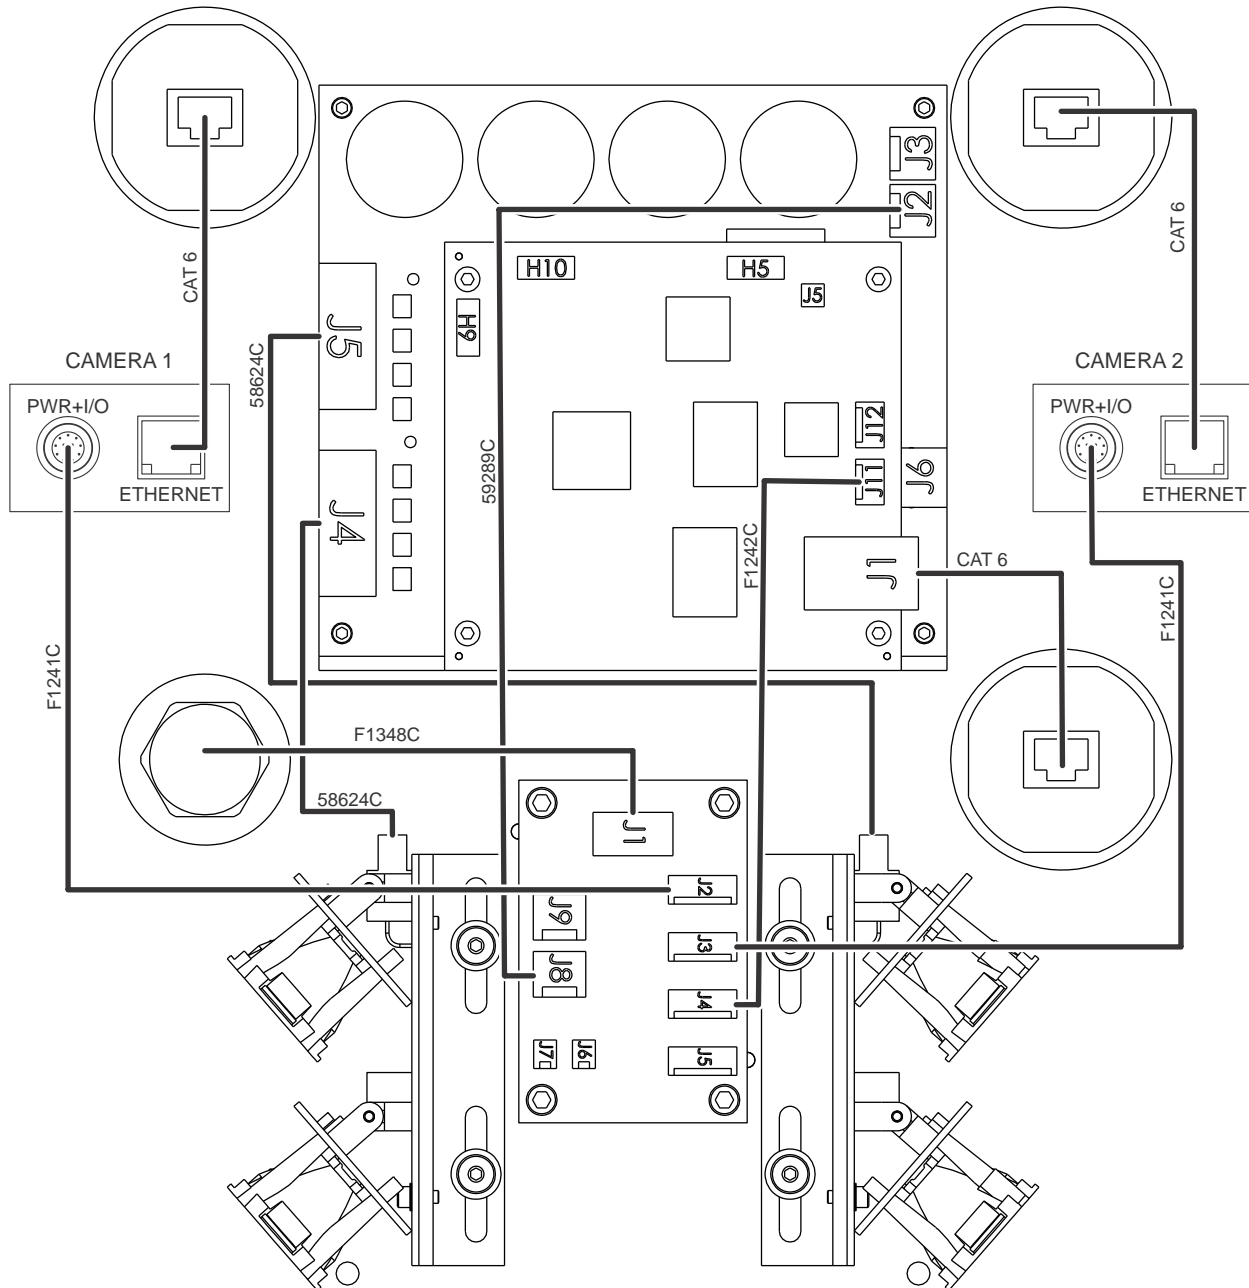 J3
J2
CAT 6
CAT 6
H10
H5
J5
H9
J5
58624C
CAMERA 1
CAMERA 2
PWR+I/O
PWR+I/O
J12
J11
J6
59289C
ETHERNET
ETHERNET
J4
F1242C
J1
CAT 6
F1241C
F1241C
F1348C
58624C
J1
J2
J9
J3
J8
J4
J7
J6
J5